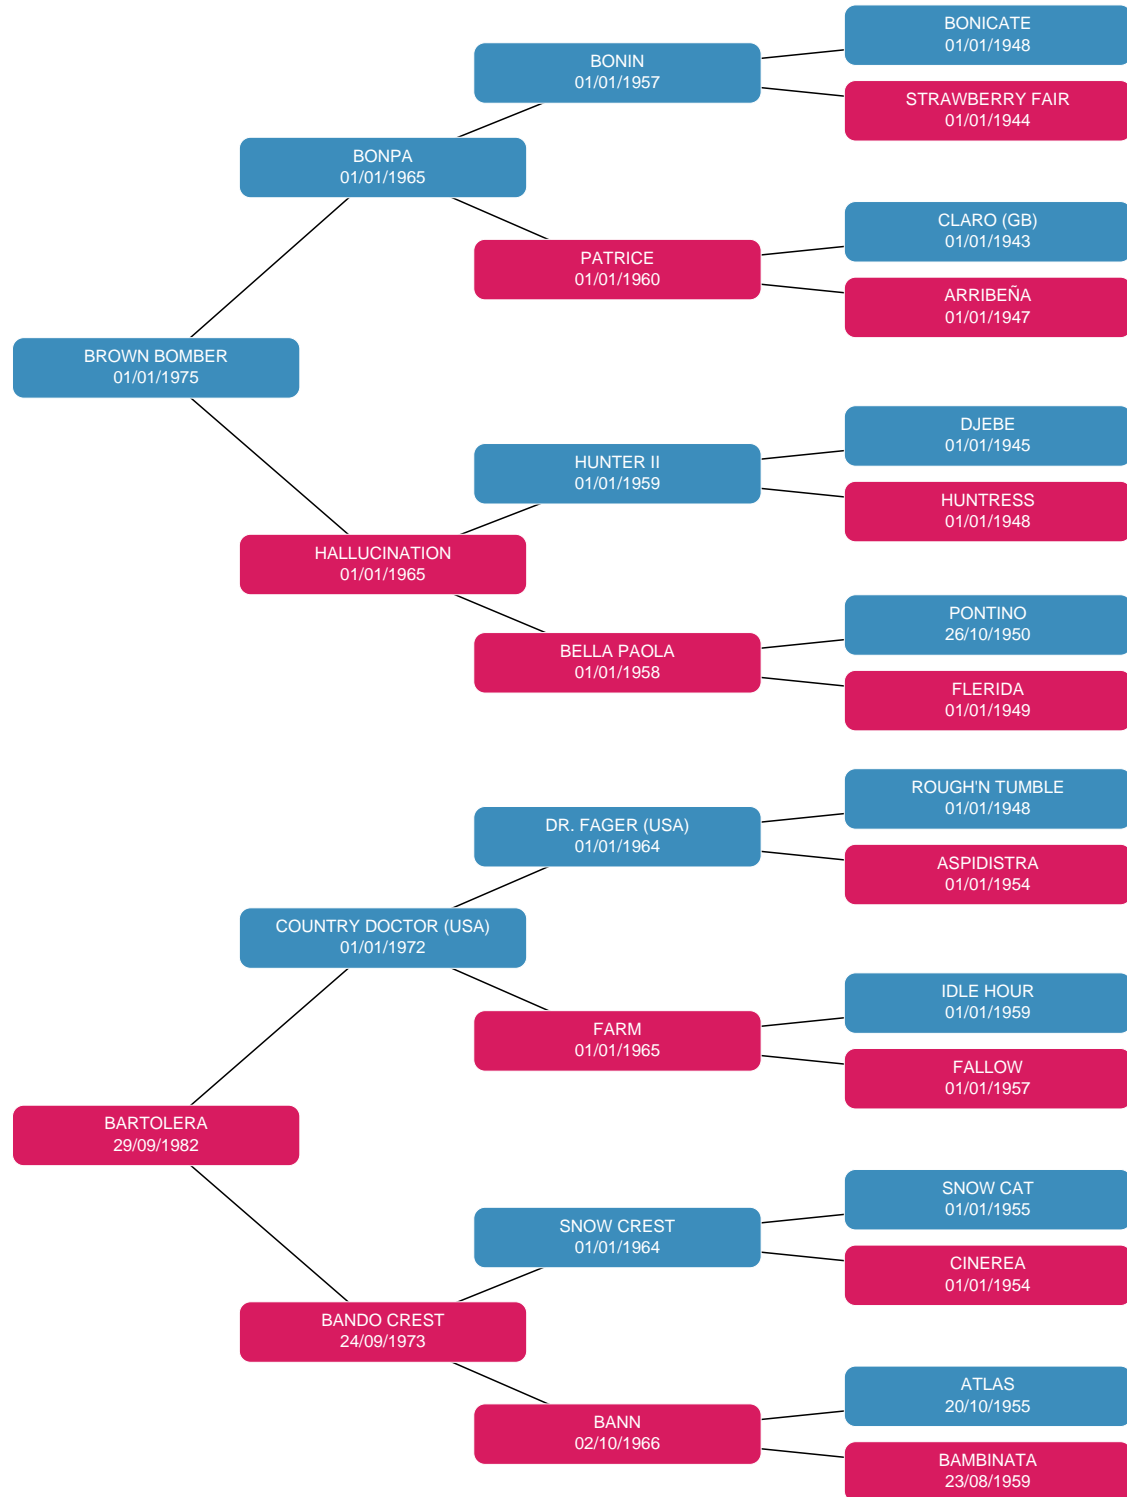 BONICATE
01/01/1948
BONIN
01/01/1957
STRAWBERRY FAIR
01/01/1944
BONPA
01/01/1965
CLARO (GB)
01/01/1943
PATRICE
01/01/1960
ARRIBEÑA
01/01/1947
BROWN BOMBER
01/01/1975
DJEBE
01/01/1945
HUNTER II
01/01/1959
HUNTRESS
01/01/1948
HALLUCINATION
01/01/1965
PONTINO
26/10/1950
BELLA PAOLA
01/01/1958
FLERIDA
01/01/1949
ROUGH'N TUMBLE
01/01/1948
DR. FAGER (USA)
01/01/1964
ASPIDISTRA
01/01/1954
COUNTRY DOCTOR (USA)
01/01/1972
IDLE HOUR
01/01/1959
FARM
01/01/1965
FALLOW
01/01/1957
BARTOLERA
29/09/1982
SNOW CAT
01/01/1955
SNOW CREST
01/01/1964
CINEREA
01/01/1954
BANDO CREST
24/09/1973
ATLAS
20/10/1955
BANN
02/10/1966
BAMBINATA
23/08/1959